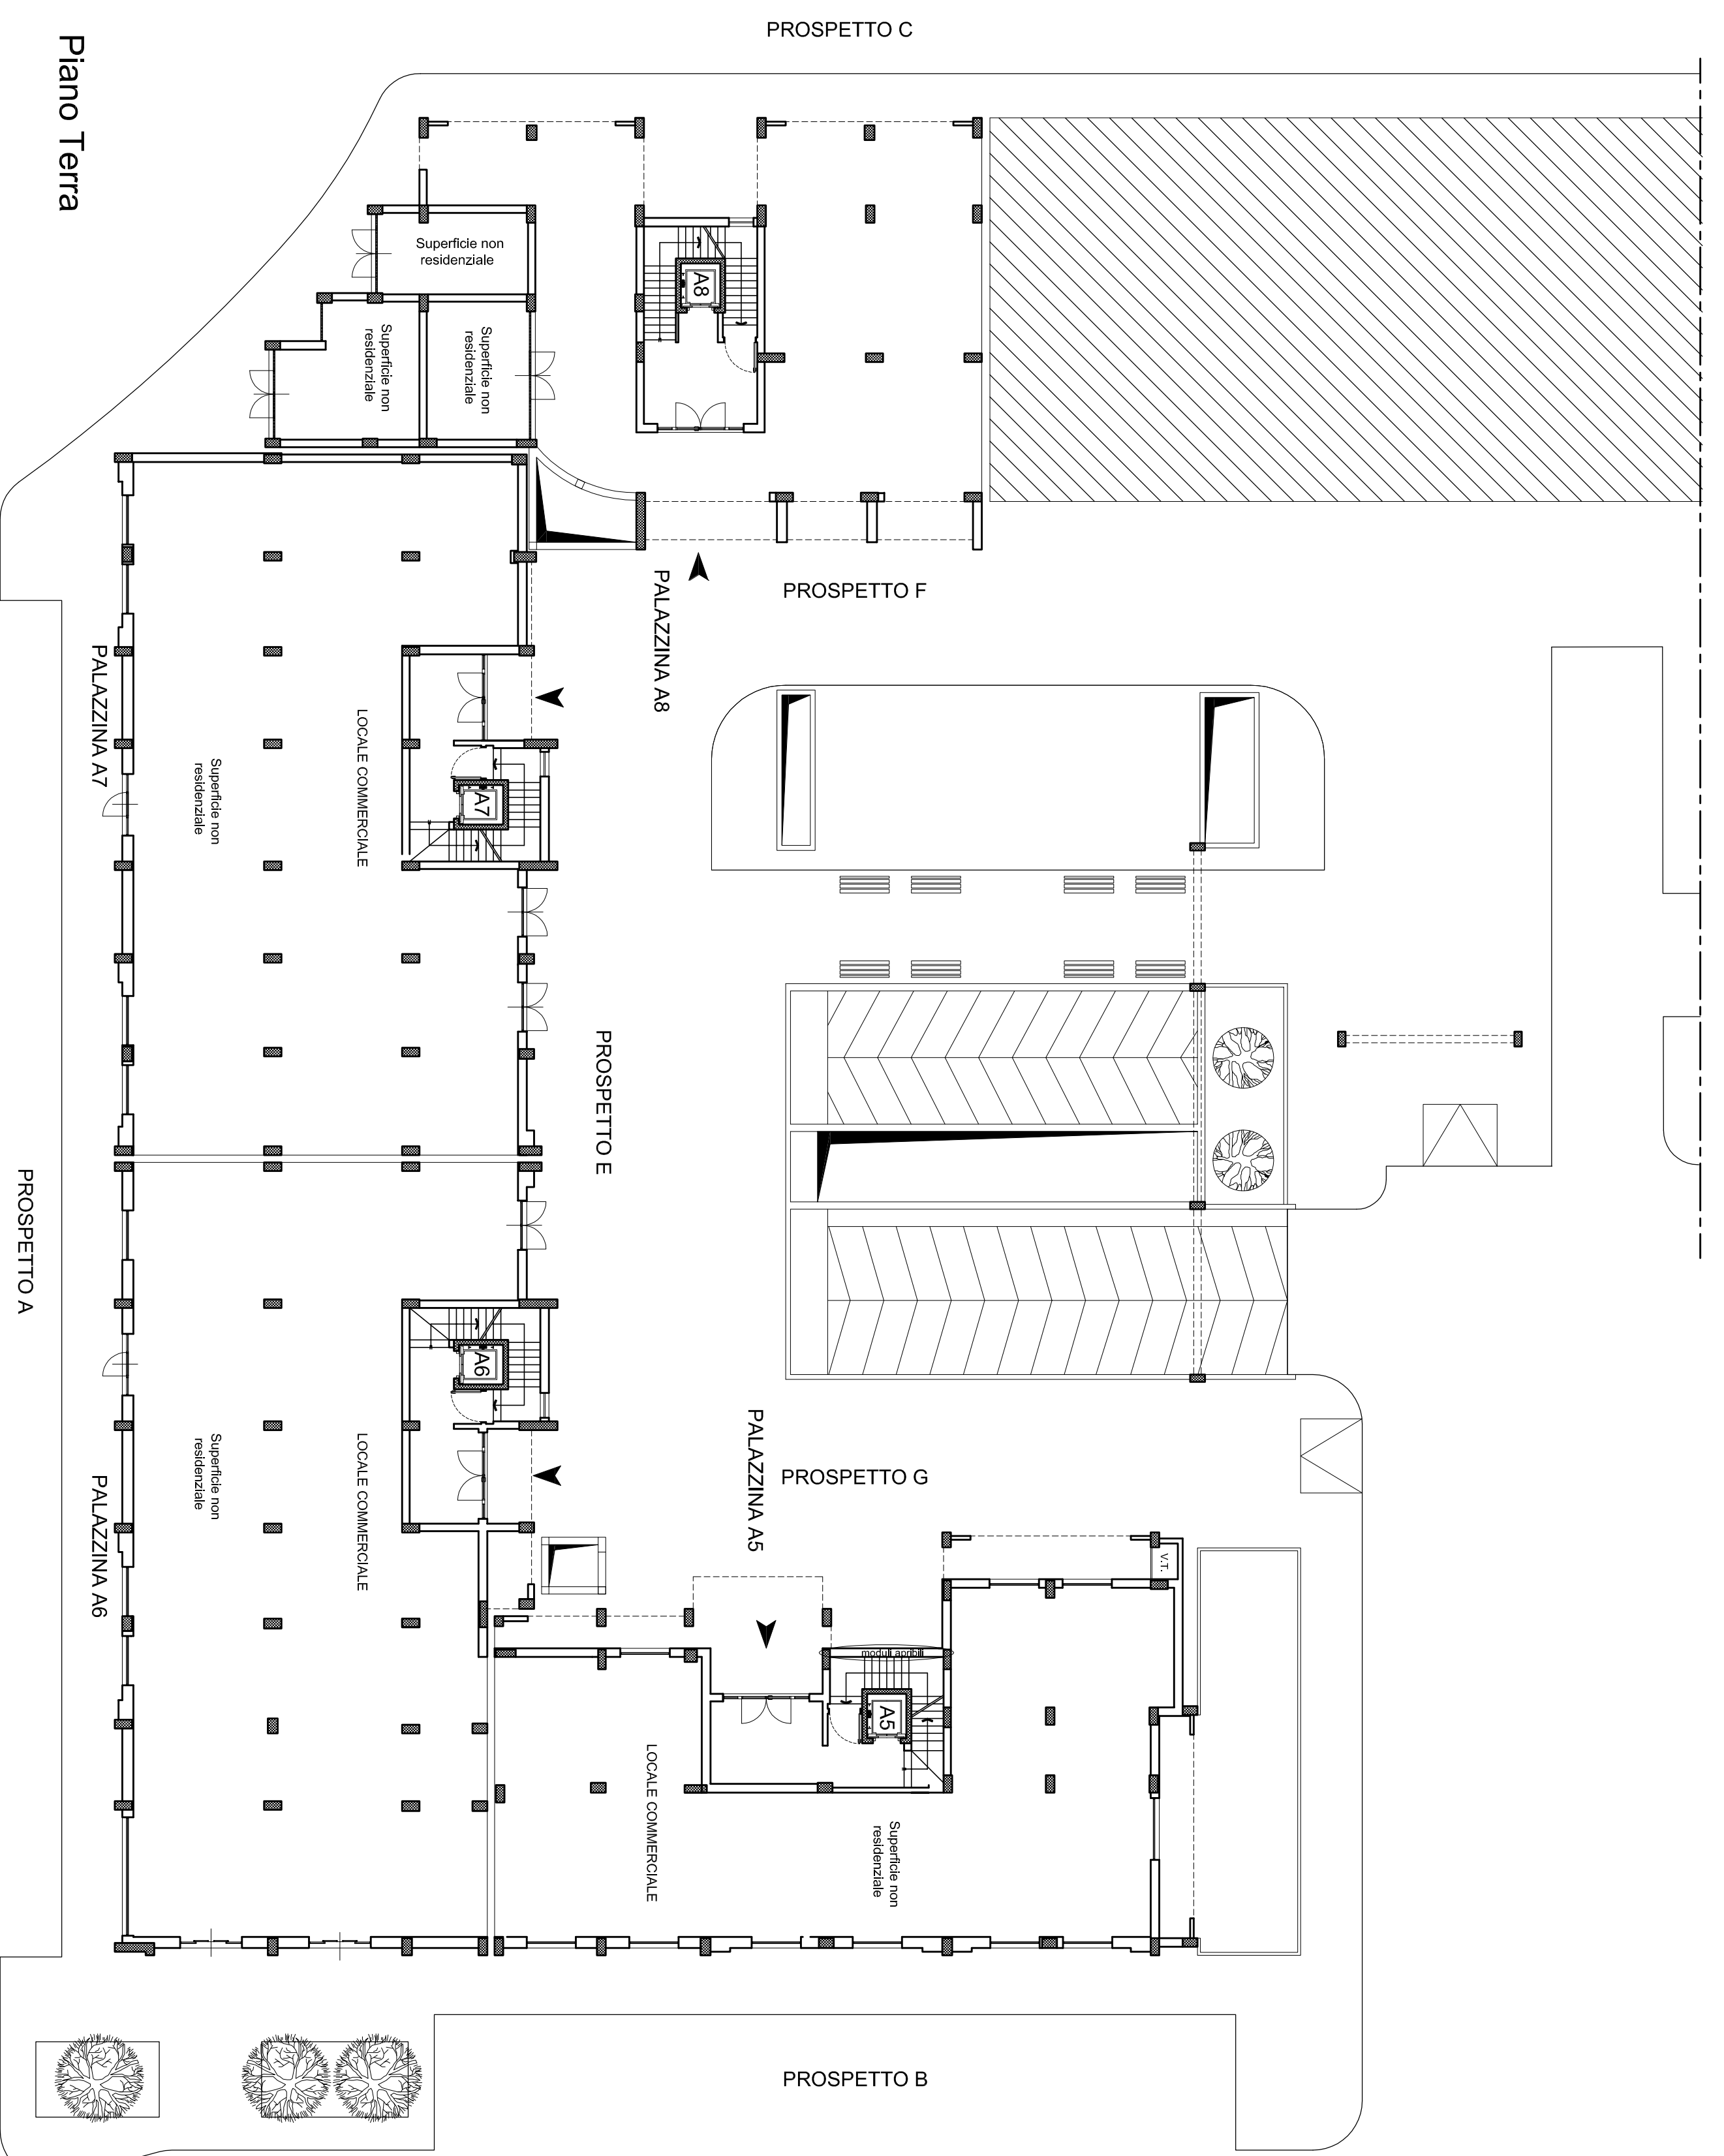 PROSPETTO C
Piano Terra
Superficie non
residenziale
A8
Superficie non
residenziale
Superficie non
residenziale
PROSPETTO F
PALAZZINA A8
PALAZZINA A7
LOCALE COMMERCIALE
Superficie non
residenziale
A7
PROSPETTO E
PROSPETTO A
A6
PALAZZINA A5
PROSPETTO G
LOCALE COMMERCIALE
Superficie non
residenziale
PALAZZINA A6
V.T.
moduli apribili
A5
LOCALE COMMERCIALE
Superficie non
residenziale
PROSPETTO B